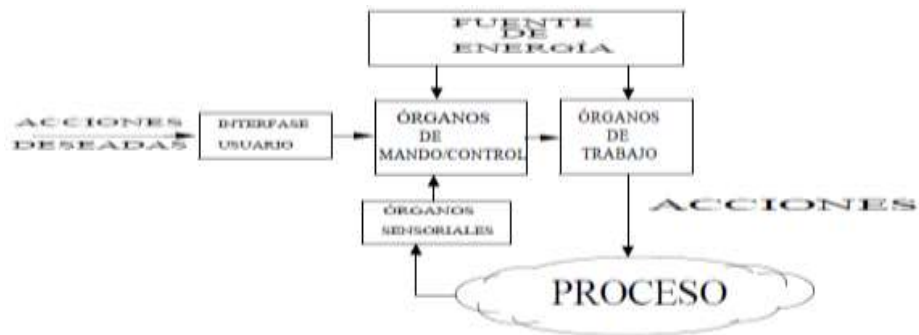 FUENTE
DE
ENERGÍA
ACCIONES
DESEADAS
INTERFASE
USUARIO
ÓRGANOS
DE
MANDO/CONTROL
ÓRGANOS
DE
TRABAJO
ÓRGANOS
SENSORIALES
ACCIONES
PROCESO